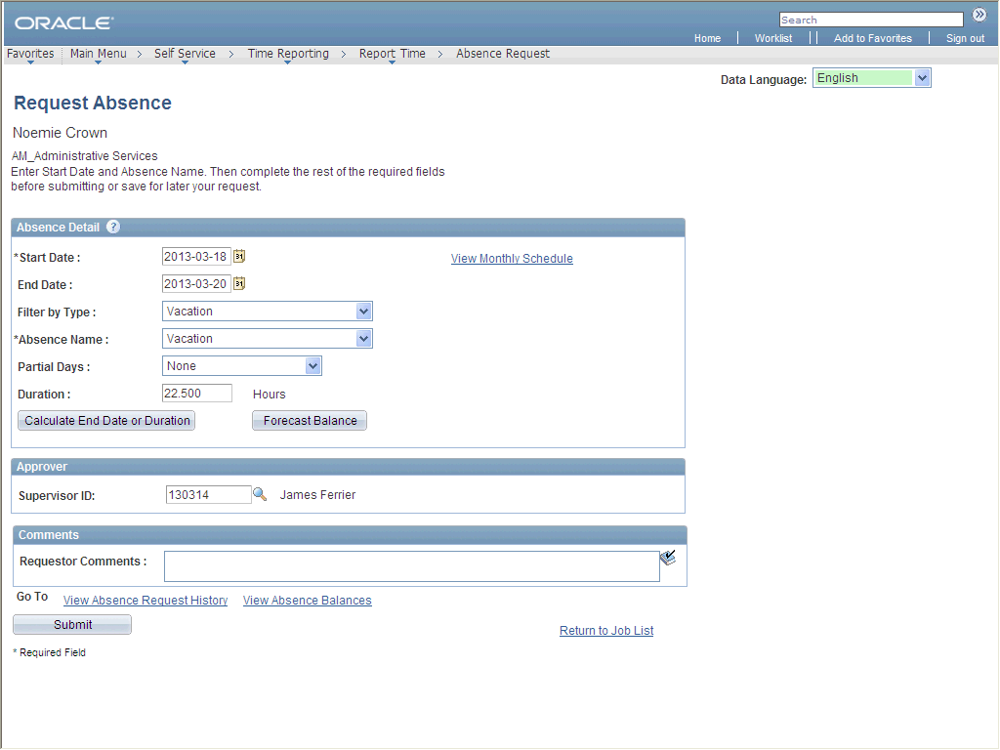 ORACLE
Search
Home Worklist Add to Favorites Sign out
Favorites Main Menu > Self Service > Time Reporting > Report Time > Absence Request
Data Language: English
Request Absence
Noemie Crown
AM_Administrative Services
Enter Start Date and Absence Name. Then complete the rest of the required fields
before submitting or save for later your request.
Absence Detail ?
*Start Date : 2013-03-18 31 View Monthly Schedule
End Date : 2013-03-20 31
Filter by Type : Vacation
*Absence Name : Vacation
Partial Days : None
Duration : 22.500 Hours
Calculate End Date or Duration Forecast Balance
Approver
Supervisor ID: 130314 James Ferrier
Comments
Requestor Comments :
Go To View Absence Request History View Absence Balances
Submit
Return to Job List
* Required Field